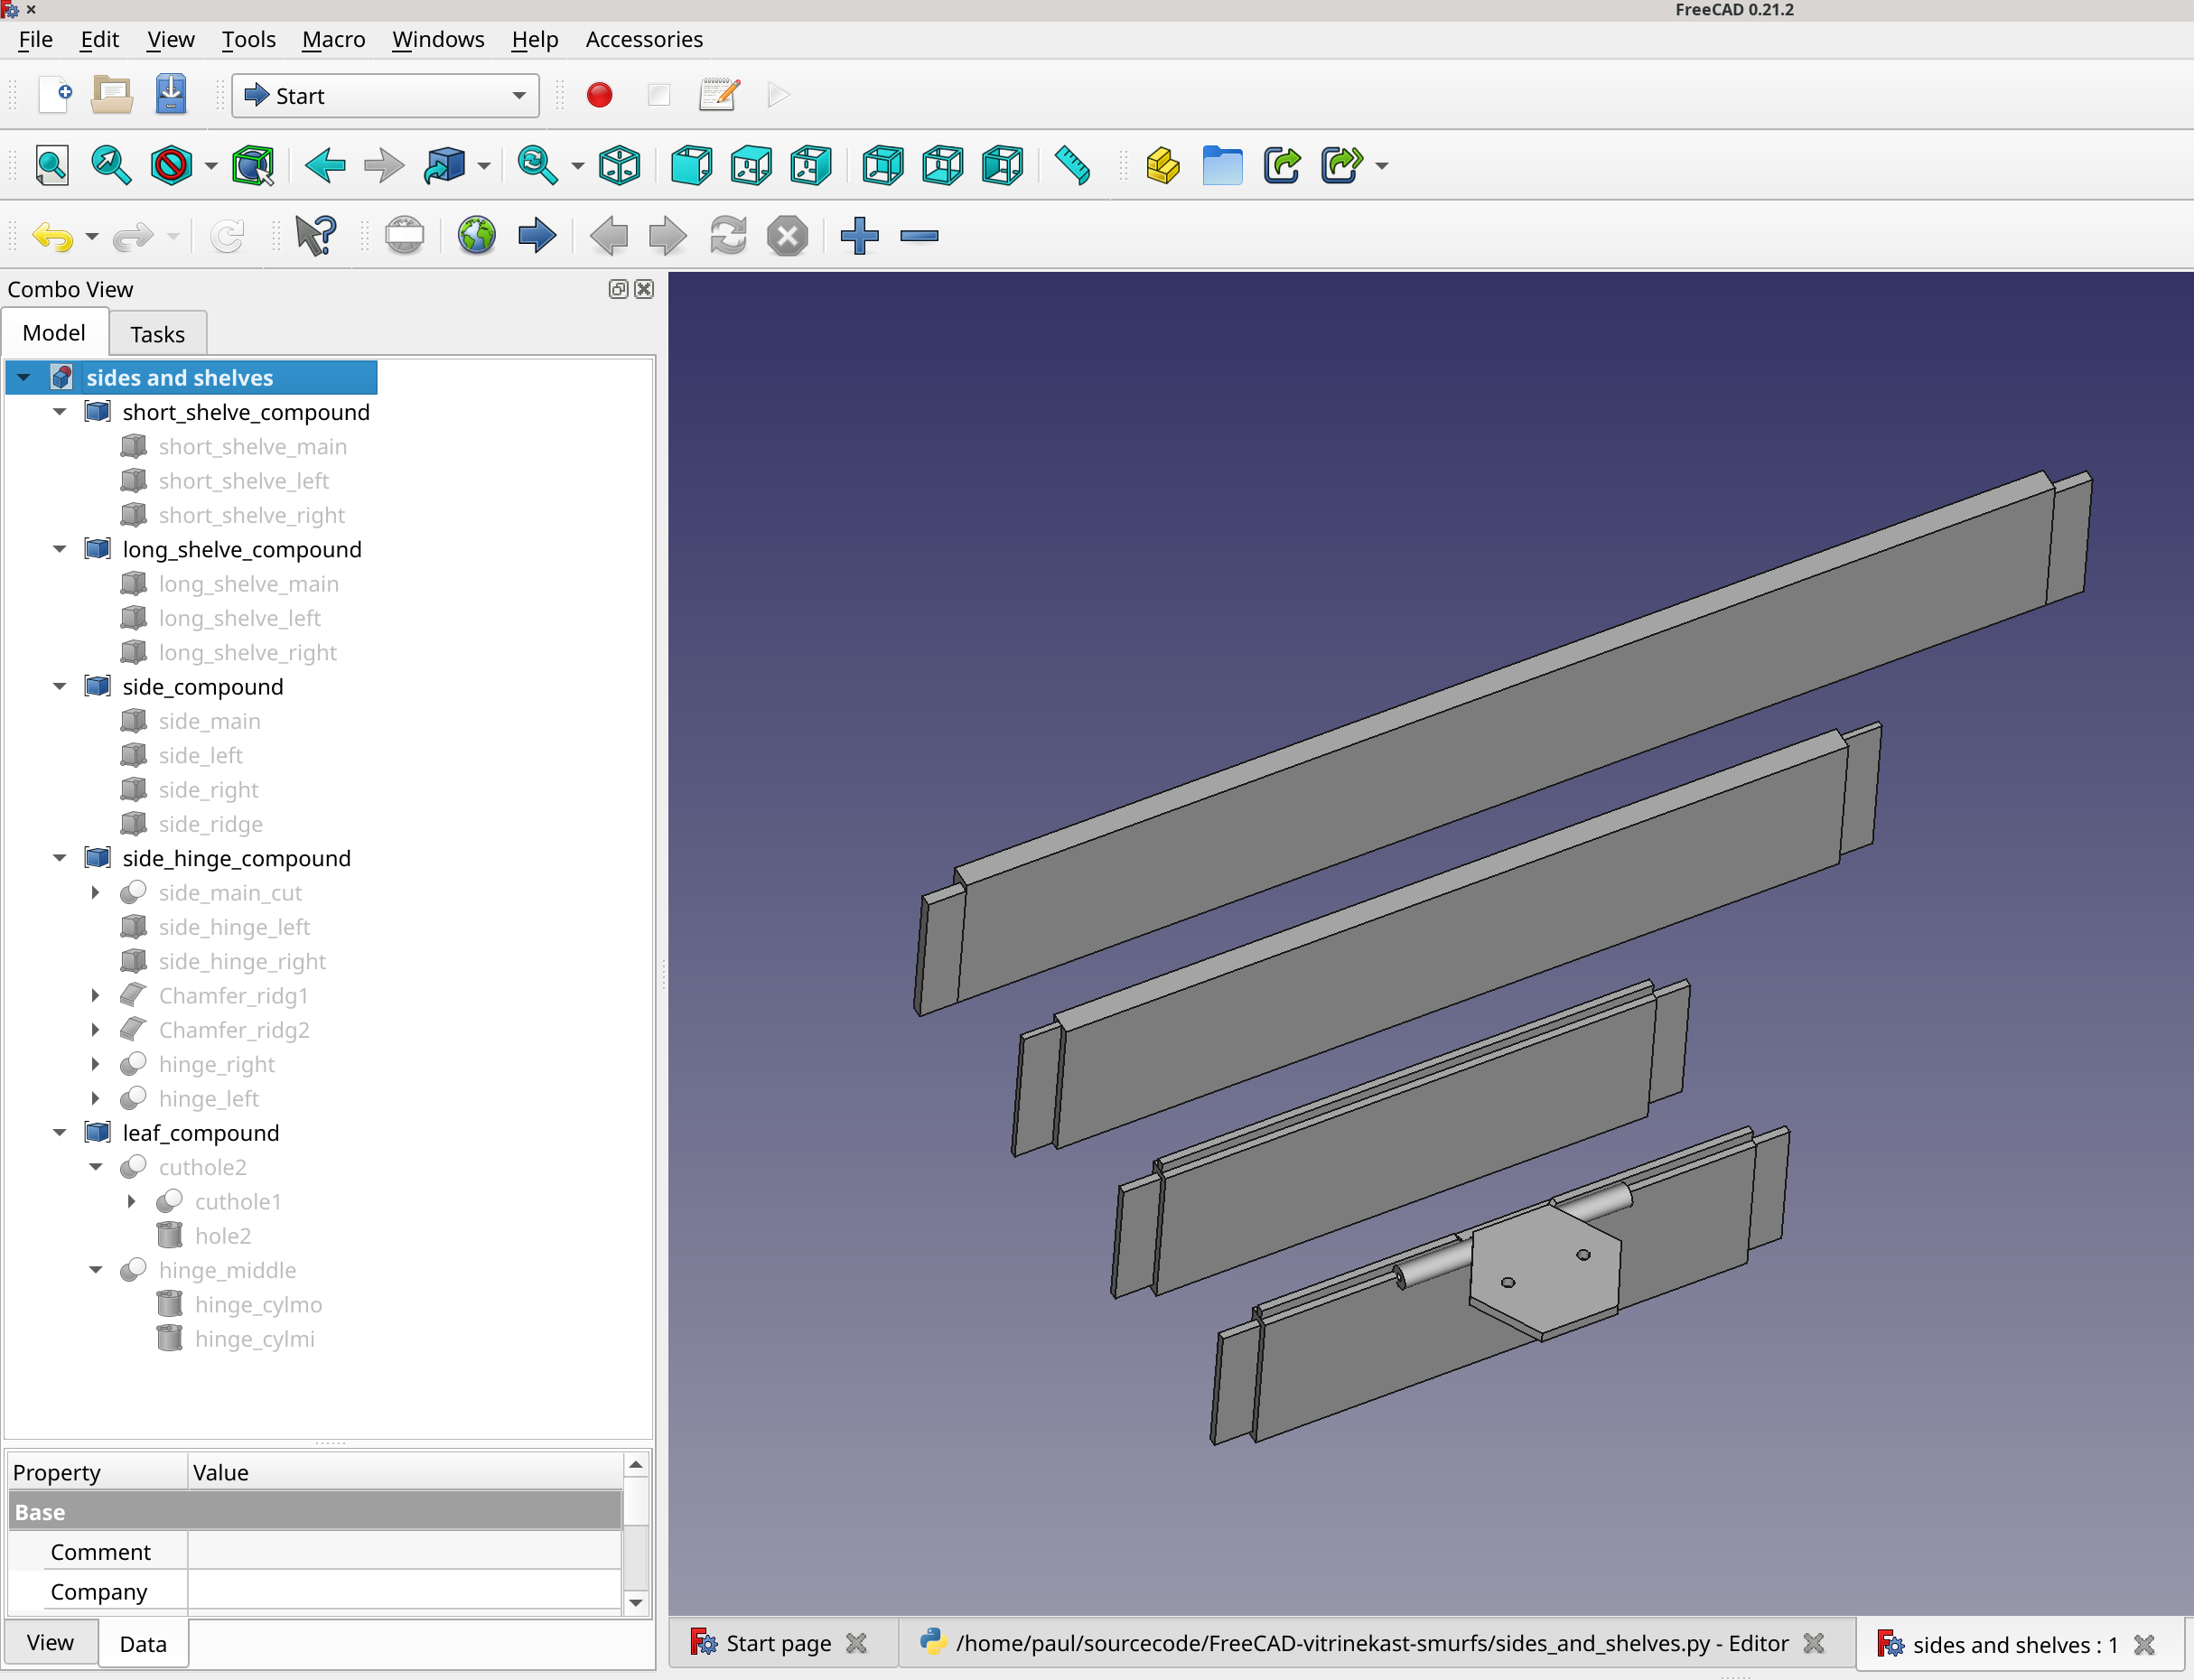 FreeCAD 0.21.2
File Edit View Tools Macro Windows Help Accessories
Start
Combo View
Model Tasks
sides and shelves
short_shelve_compound
short_shelve_main
short_shelve_left
short_shelve_right
long_shelve_compound
long_shelve_main
long_shelve_left
long_shelve_right
side_compound
side_main
side_left
side_right
side_ridge
side_hinge_compound
side_main_cut
side_hinge_left
side_hinge_right
Chamfer_ridg1
Chamfer_ridg2
hinge_right
hinge_left
leaf_compound
cuthole2
cuthole1
hole2
hinge_middle
hinge_cylmo
hinge_cylmi
Property Value
Base
Comment
Company
View Data
Start page /home/paul/sourcecode/FreeCAD-vitrinekast-smurfs/sides_and_shelves.py - Editor sides and shelves : 1